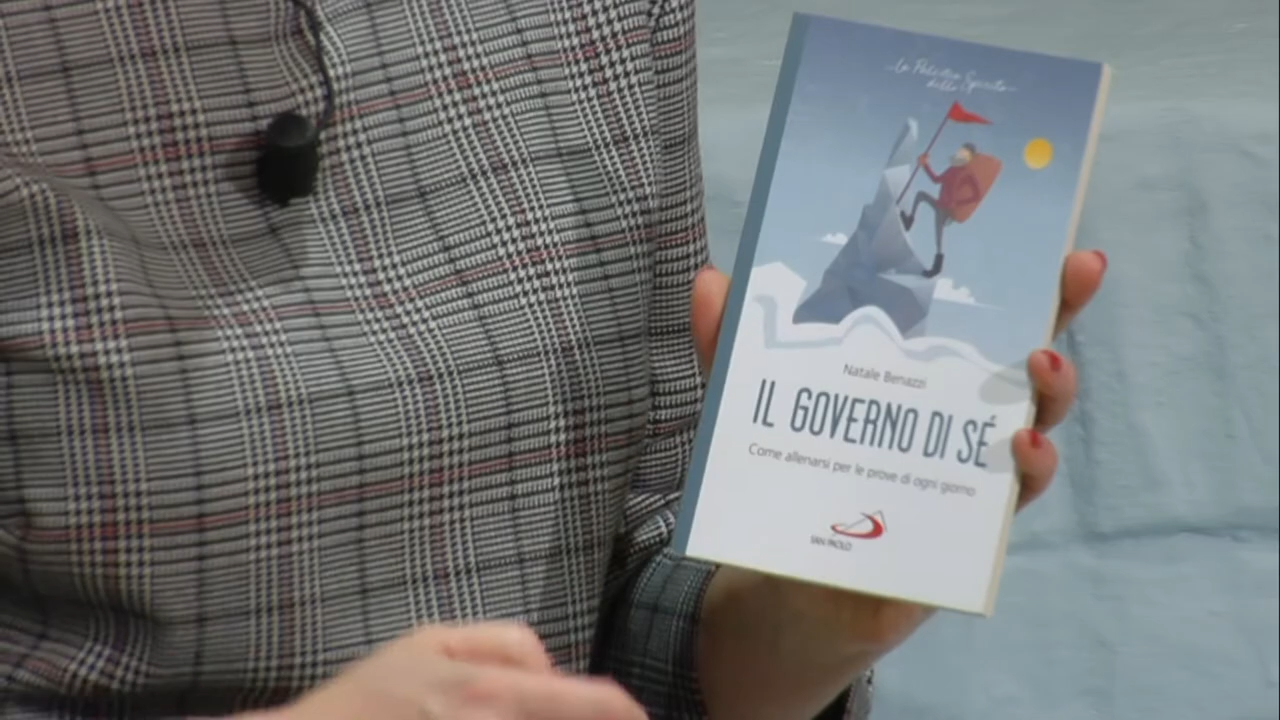 La Palestra dello Spirito
Natale Benazzi
IL GOVERNO DI SÉ
Come allenarsi per le prove di ogni giorno
SAN PAOLO